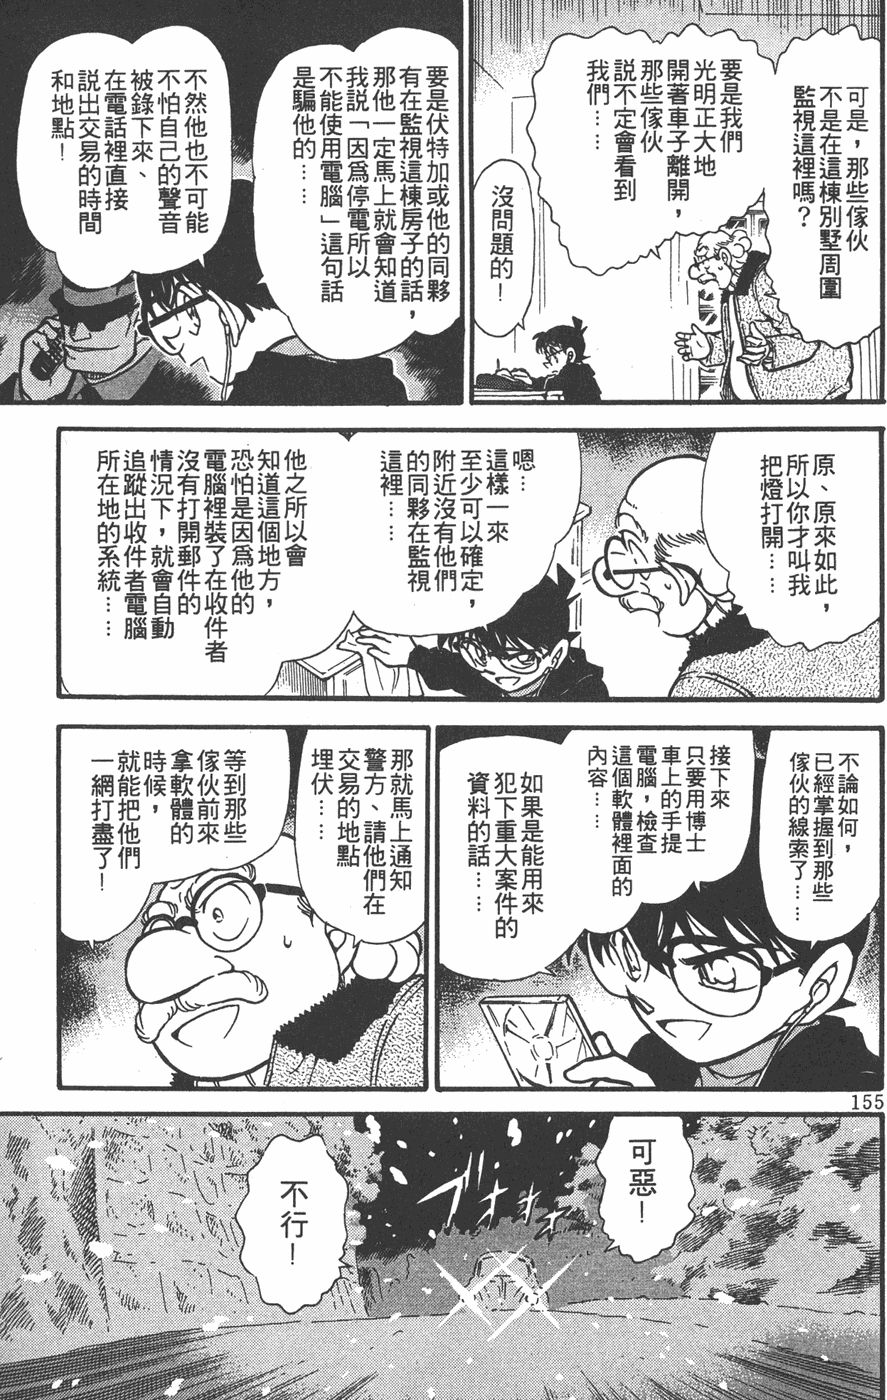 可是，那些傢伙
不是在這棟別墅周圍
監視這裡嗎？
要是我們
光明正大地
開著車子離開，
那些傢伙
說不定會看到
我們……
沒問題的！
要是伏特加或他的同夥
有在監視這棟房子的話，
那他一定馬上就會知道
我說「因為停電所以
不能使用電腦」這句話
是騙他的……
不然他也不可能
不怕自己的聲音
被錄下來、
在電話裡直接
說出交易的時間
和地點！
原、原來如此，
所以你才叫我
把燈打開……
嗯…
這樣一來
至少可以確定，
附近沒有他們
的同夥在監視
這裡……
他之所以會
知道這個地方，
恐怕是因為他的
電腦裡裝了在收件者
沒有打開郵件的
情況下，就會自動
追蹤出收件者電腦
所在地的系統……
不論如何，
已經掌握到那些
傢伙的線索了……
接下來
只要用博士
車上的手提
電腦，檢查
這個軟體裡面的
內容……
如果是能用來
犯下重大案件的
資料的話……
那就馬上通知
警方、請他們在
交易的地點
埋伏……
等到那些
傢伙前來
拿軟體的
時候，
就能把他們
一網打盡了！
155
可惡！
ブブッ
不行！